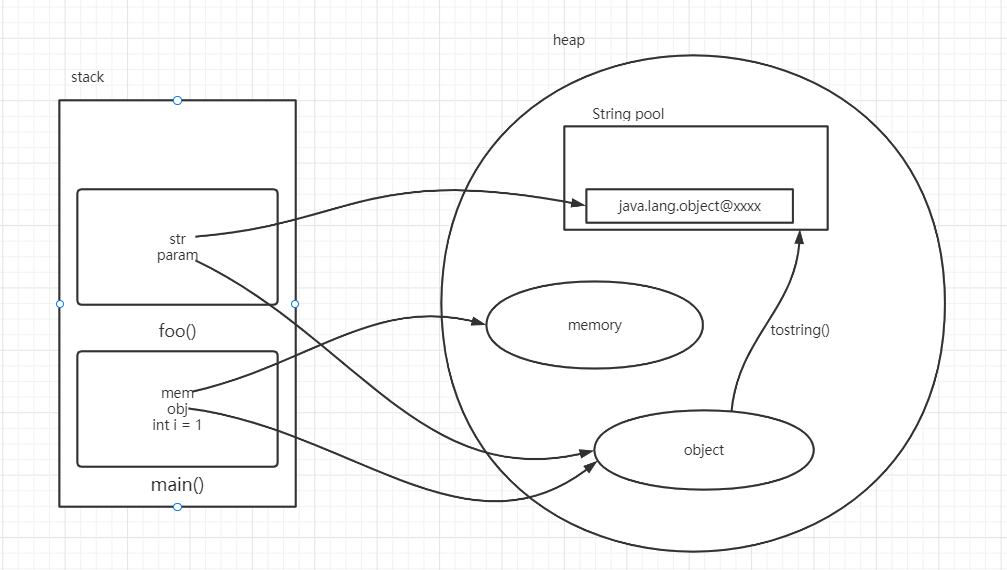 heap
stack
String pool
java.lang.object@xxxx
str
param
foo()
memory
tostring()
mem
obj
int i = 1
main()
object